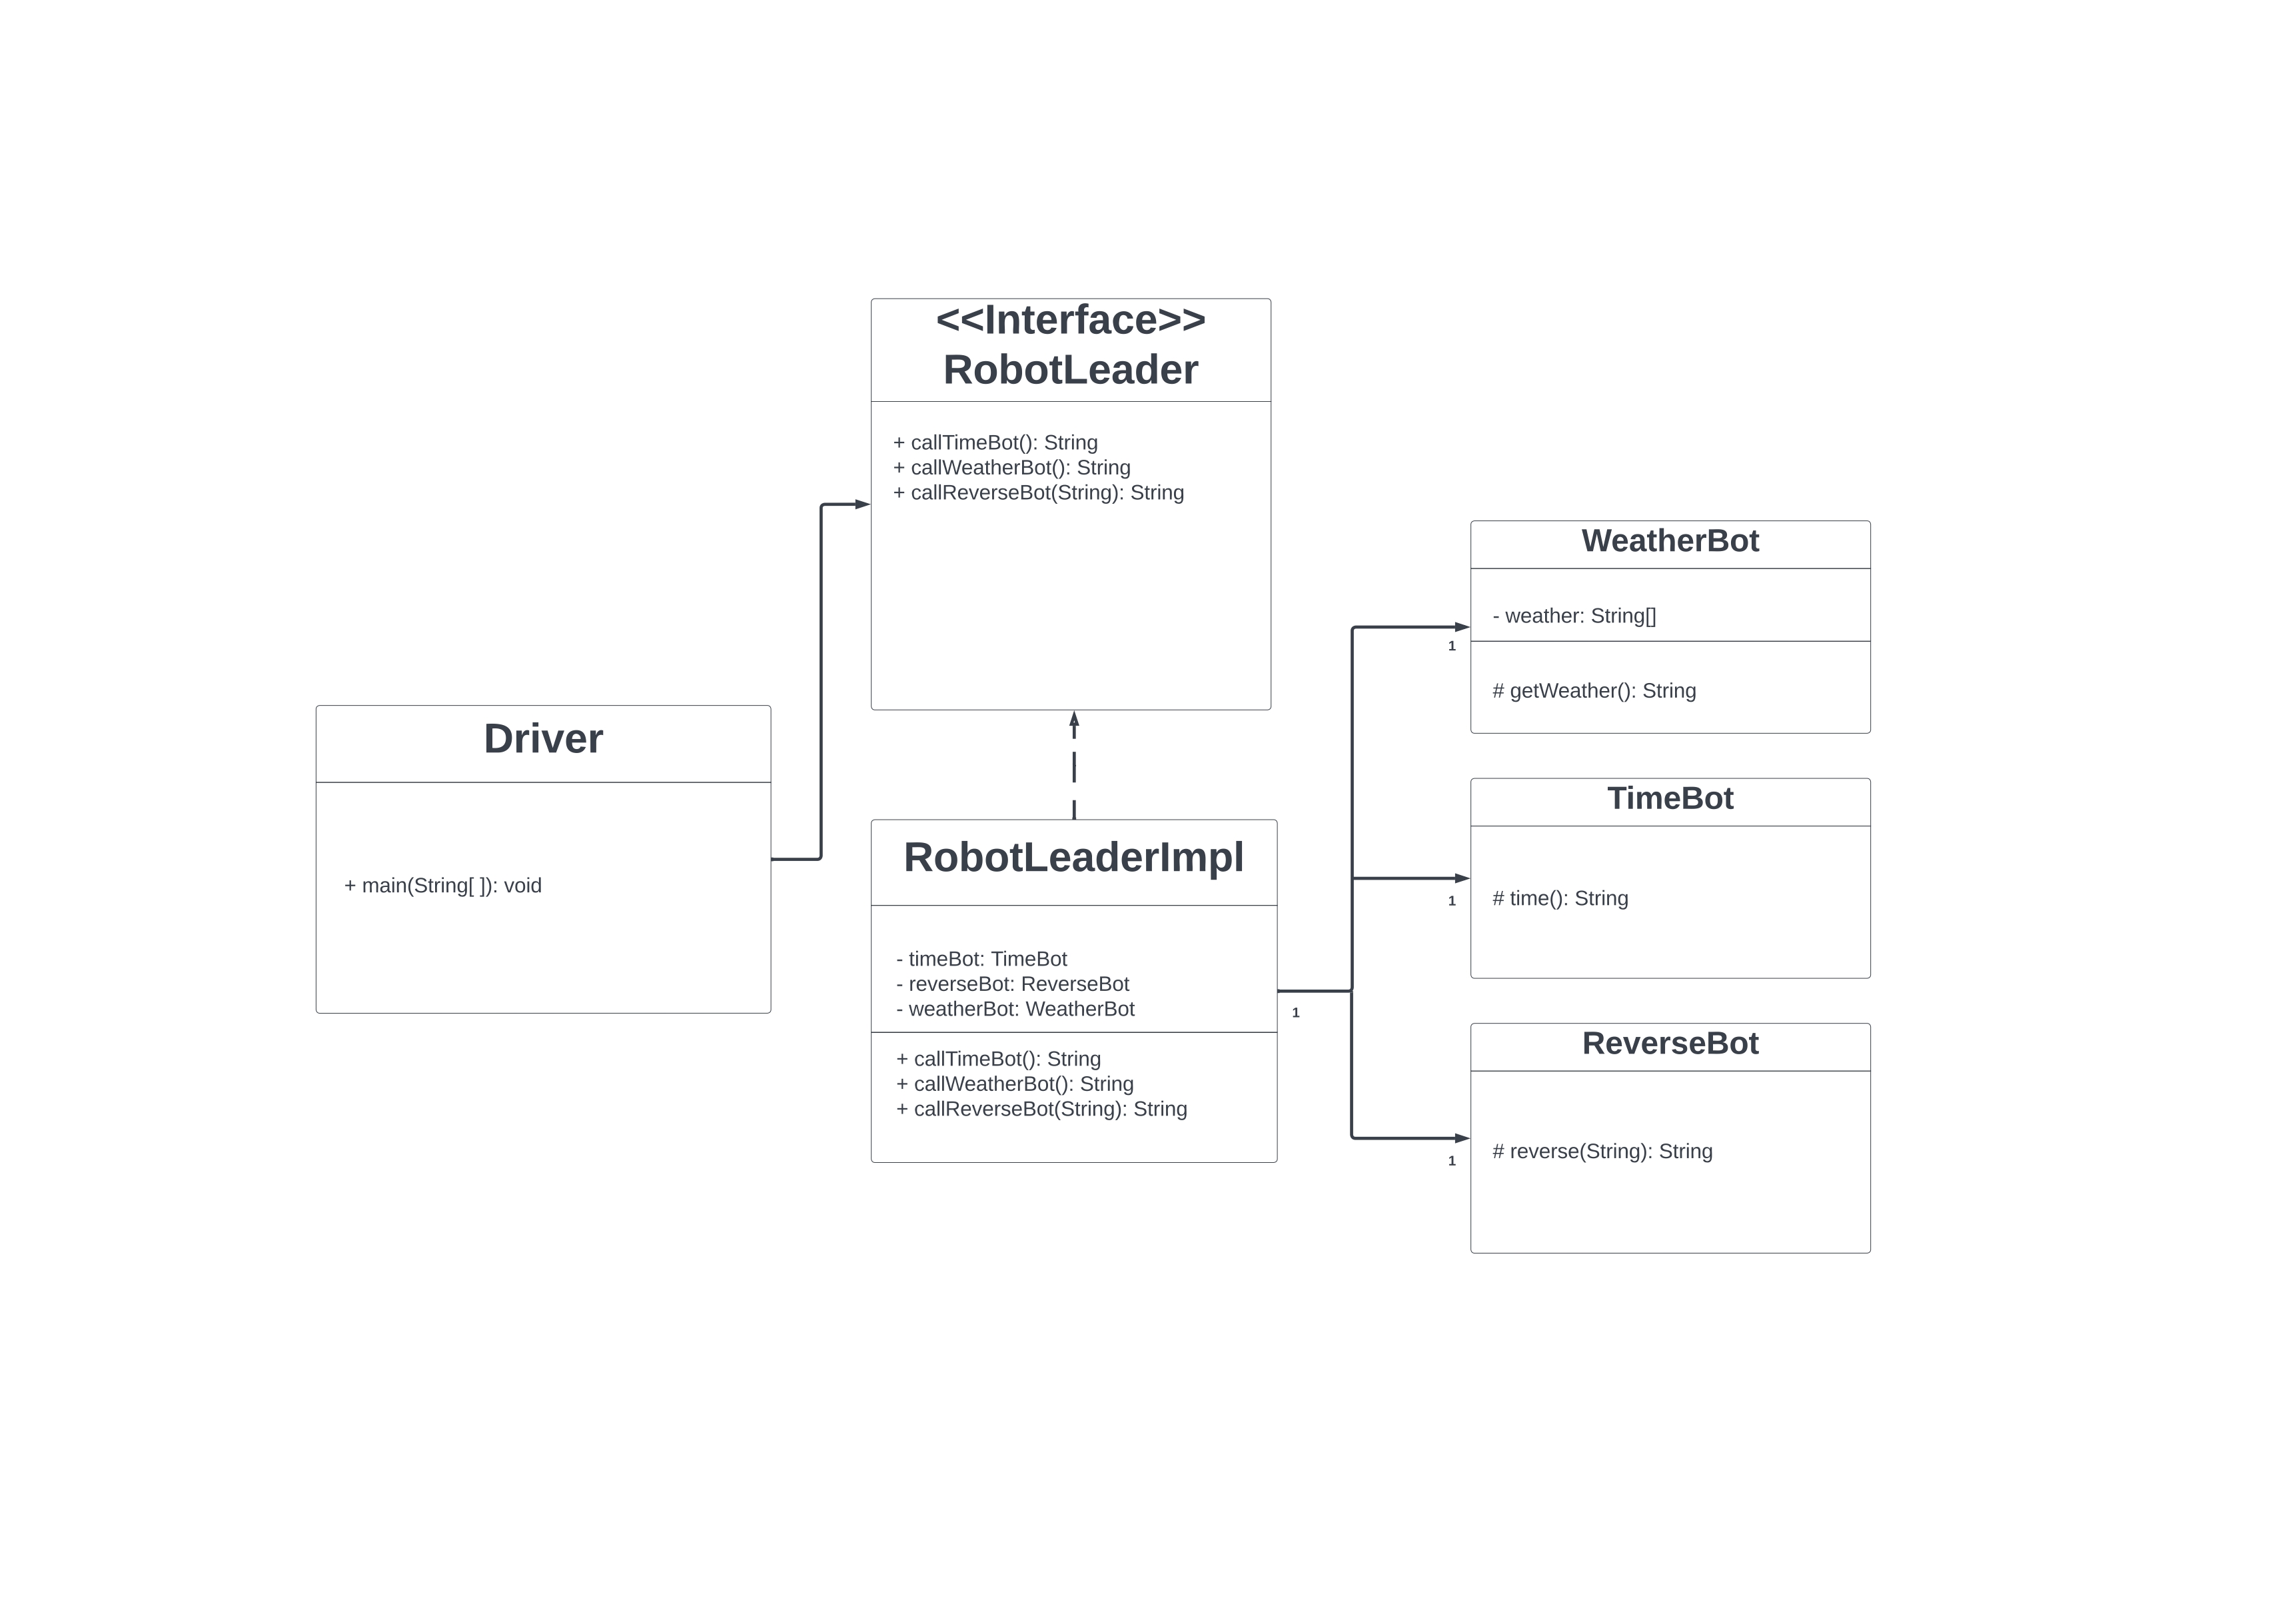 <<Interface>>
RobotLeader
+ callTimeBot(): String
+ callWeatherBot(): String
+ callReverseBot(String): String
WeatherBot
- weather: String[]
1
# getWeather(): String
Driver
+ main(String[ ]): void
TimeBot
# time(): String
1
RobotLeaderImpl
- timeBot: TimeBot
- reverseBot: ReverseBot
- weatherBot: WeatherBot
1
+ callTimeBot(): String
+ callWeatherBot(): String
+ callReverseBot(String): String
ReverseBot
# reverse(String): String
1